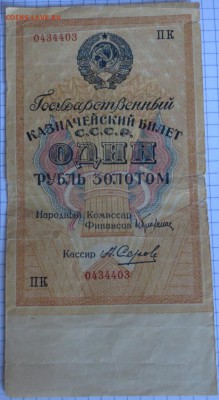 0434403 ПК
Государственный
КАЗНАЧЕЙСКИЙ БИЛЕТ
С.С.С.Р.
ОДИН
РУБЛЬ ЗОЛОТОМ
Народный Комиссар
Финансов
Кассир
ПК 0434403